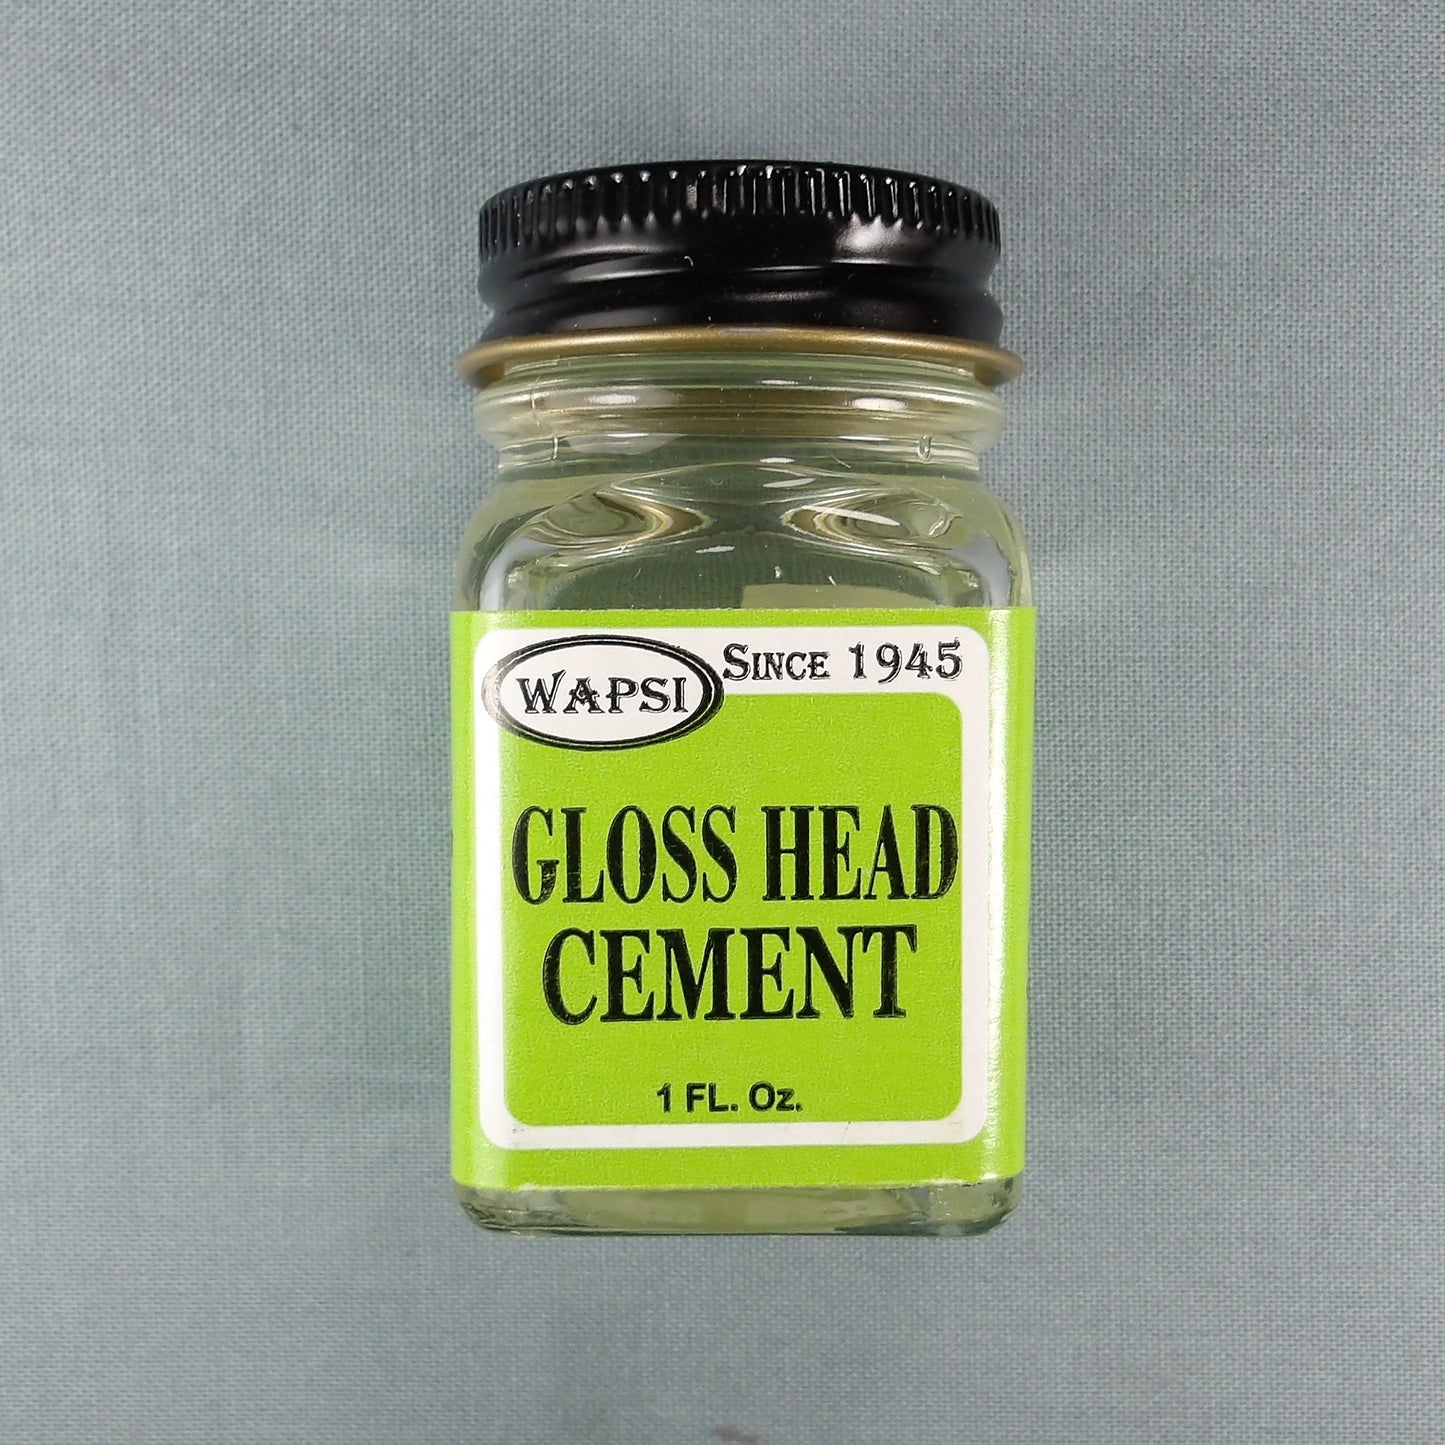 WAPSI
SINCE 1945
GLOSS HEAD
CEMENT
1 FL. Oz.